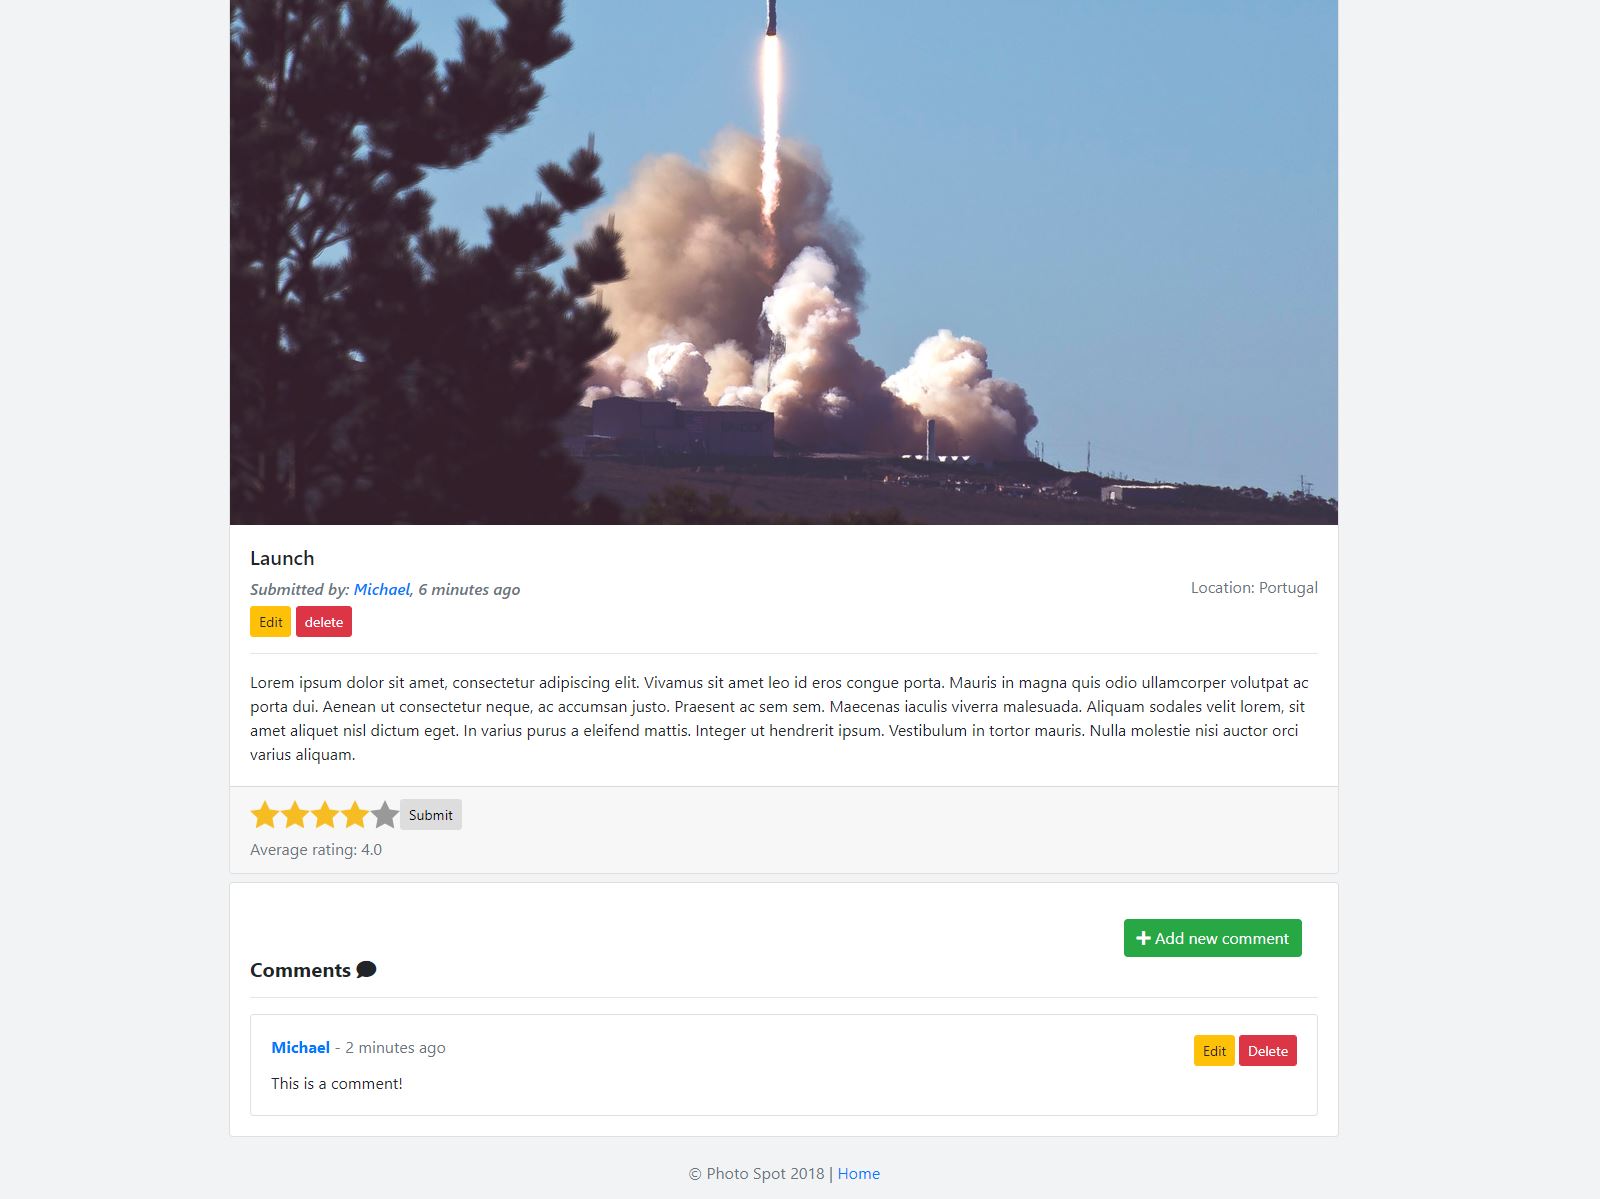 Launch
Submitted by: Michael, 6 minutes ago
Location: Portugal
Edit delete
Lorem ipsum dolor sit amet, consectetur adipiscing elit. Vivamus sit amet leo id eros congue porta. Mauris in magna quis odio ullamcorper volutpat ac
porta dui. Aenean ut consectetur neque, ac accumsan justo. Praesent ac sem sem. Maecenas iaculis viverra malesuada. Aliquam sodales velit lorem, sit
amet aliquet nisl dictum eget. In varius purus a eleifend mattis. Integer ut hendrerit ipsum. Vestibulum in tortor mauris. Nulla molestie nisi auctor orci
varius aliquam.
Submit
Average rating: 4.0
Add new comment
Comments
Michael - 2 minutes ago
Edit Delete
This is a comment!
© Photo Spot 2018 | Home